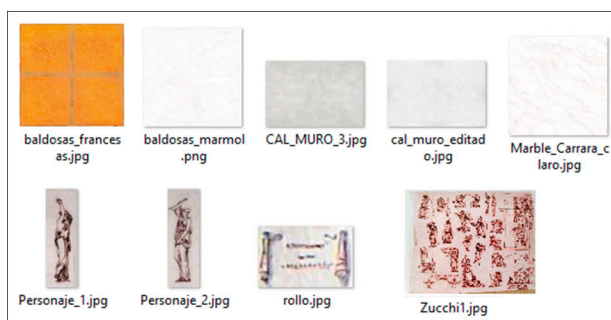 baldosas_frances
as.jpg
baldosas_marmol
.png
CAL_MURO_3.jpg
cal_muro_editad
o.jpg
Marble_Carrara_c
laro.jpg
Personaje_1.jpg
Personaje_2.jpg
rollo.jpg
Zucchi1.jpg